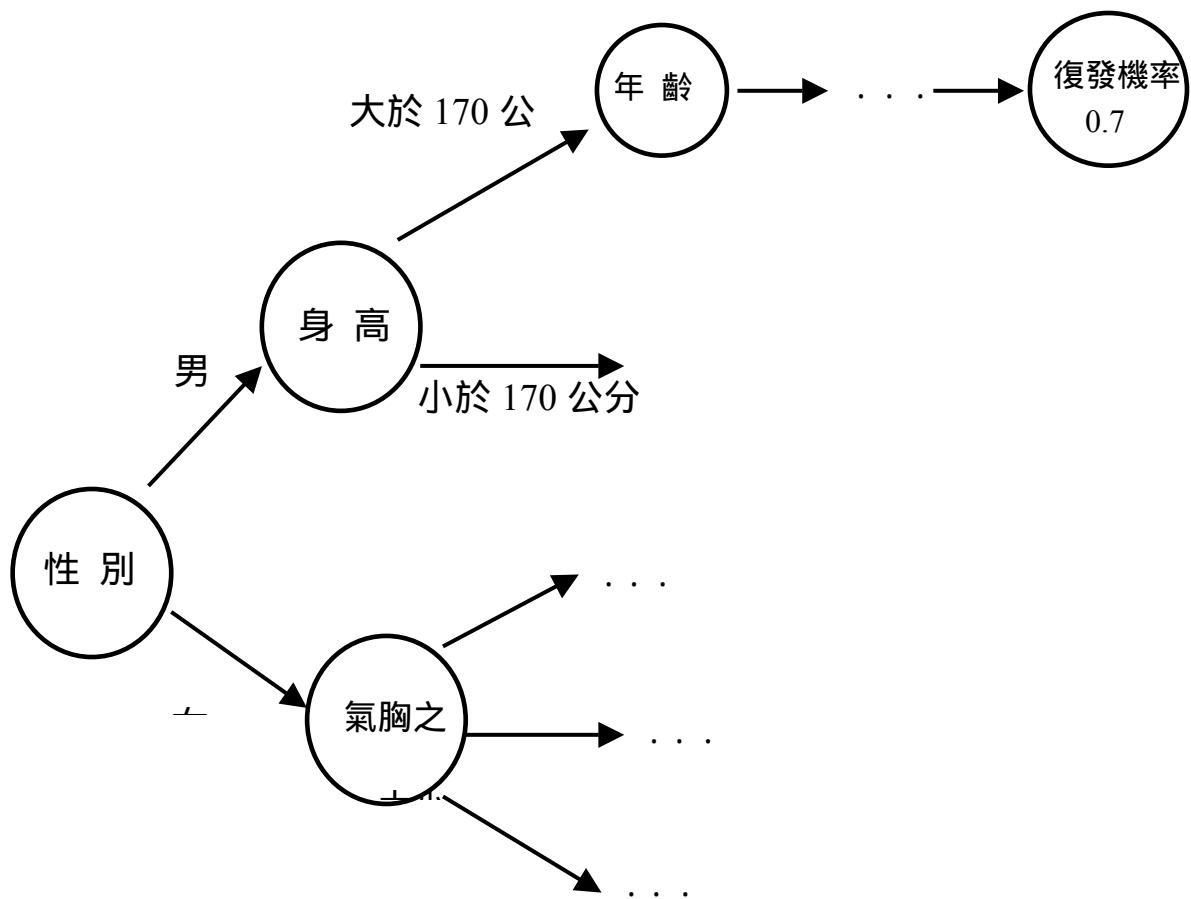 年 齡
. . .
復發機率
0.7
大於 170 公
身 高
男
小於 170 公分
性 別
. . .
氣胸之
. . .
. . .